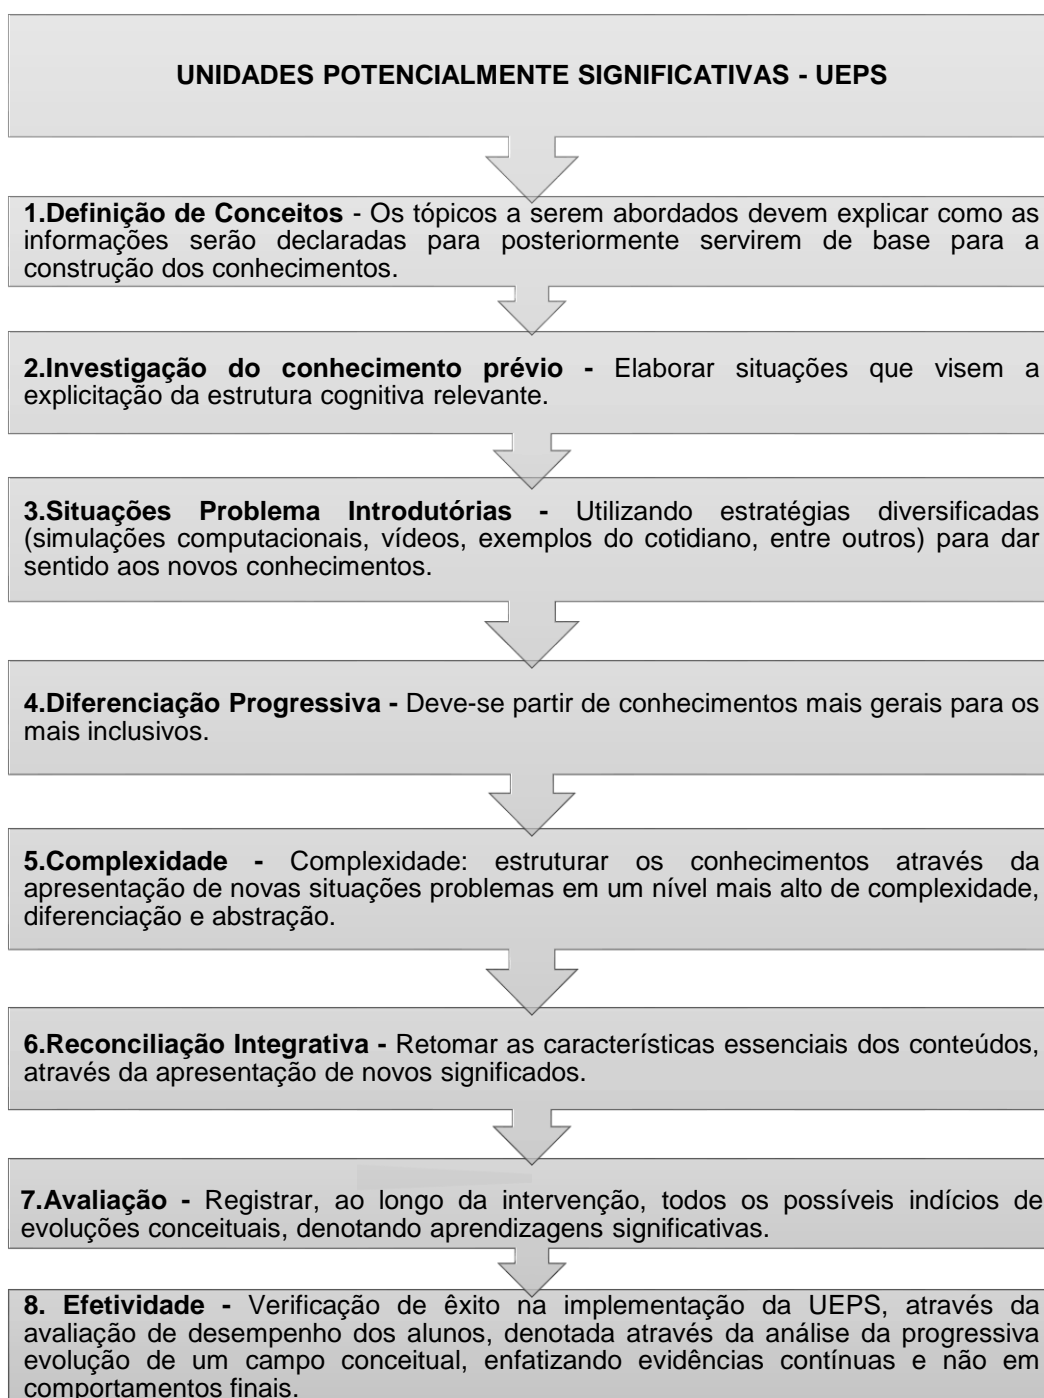 UNIDADES POTENCIALMENTE SIGNIFICATIVAS - UEPS
1.Definição de Conceitos - Os tópicos a serem abordados devem explicar como as
informações serão declaradas para posteriormente servirem de base para a
construção dos conhecimentos.
2.Investigação do conhecimento prévio - Elaborar situações que visem a
explicitação da estrutura cognitiva relevante.
3.Situações Problema Introdutórias - Utilizando estratégias diversificadas
(simulações computacionais, vídeos, exemplos do cotidiano, entre outros) para dar
sentido aos novos conhecimentos.
4.Diferenciação Progressiva - Deve-se partir de conhecimentos mais gerais para os
mais inclusivos.
5.Complexidade - Complexidade: estruturar os conhecimentos através da
apresentação de novas situações problemas em um nível mais alto de complexidade,
diferenciação e abstração.
6.Reconciliação Integrativa - Retomar as características essenciais dos conteúdos,
através da apresentação de novos significados.
7.Avaliação - Registrar, ao longo da intervenção, todos os possíveis indícios de
evoluções conceituais, denotando aprendizagens significativas.
8. Efetividade - Verificação de êxito na implementação da UEPS, através da
avaliação de desempenho dos alunos, denotada através da análise da progressiva
evolução de um campo conceitual, enfatizando evidências contínuas e não em
comportamentos finais.